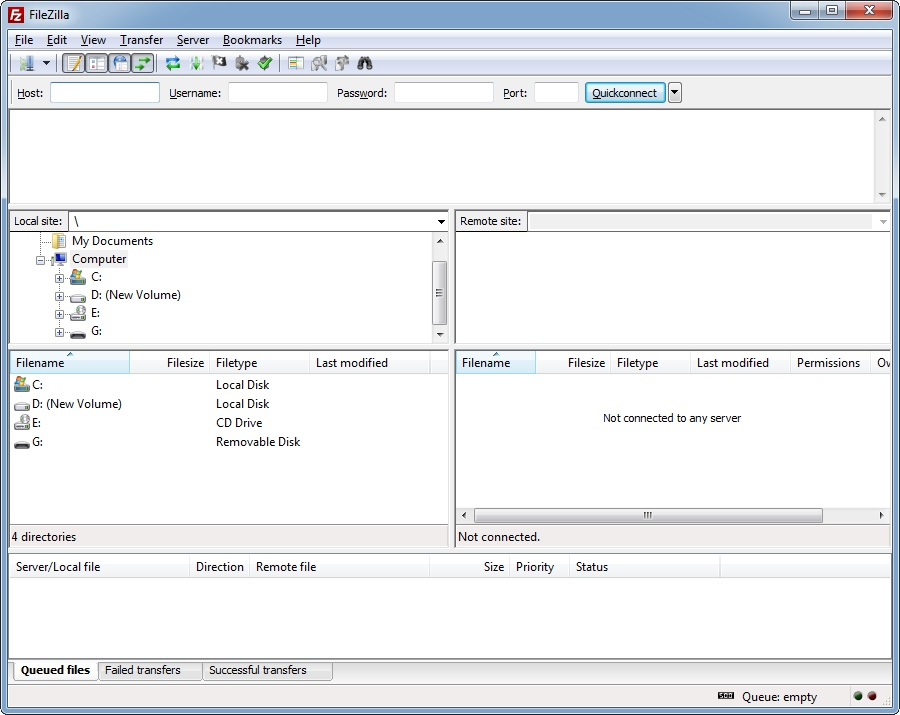 FileZilla
File Edit View Transfer Server Bookmarks Help
Host: Username: Password: Port: Quickconnect
Local site: \ Remote site:
My Documents
Computer
C:
D: (New Volume)
E:
G:
Filename Filesize Filetype Last modified
C: Local Disk
D: (New Volume) Local Disk
E: CD Drive
G: Removable Disk
4 directories
Filename Filesize Filetype Last modified Permissions Ow
Not connected to any server
Not connected.
Server/Local file Direction Remote file Size Priority Status
Queued files Failed transfers Successful transfers
Queue: empty